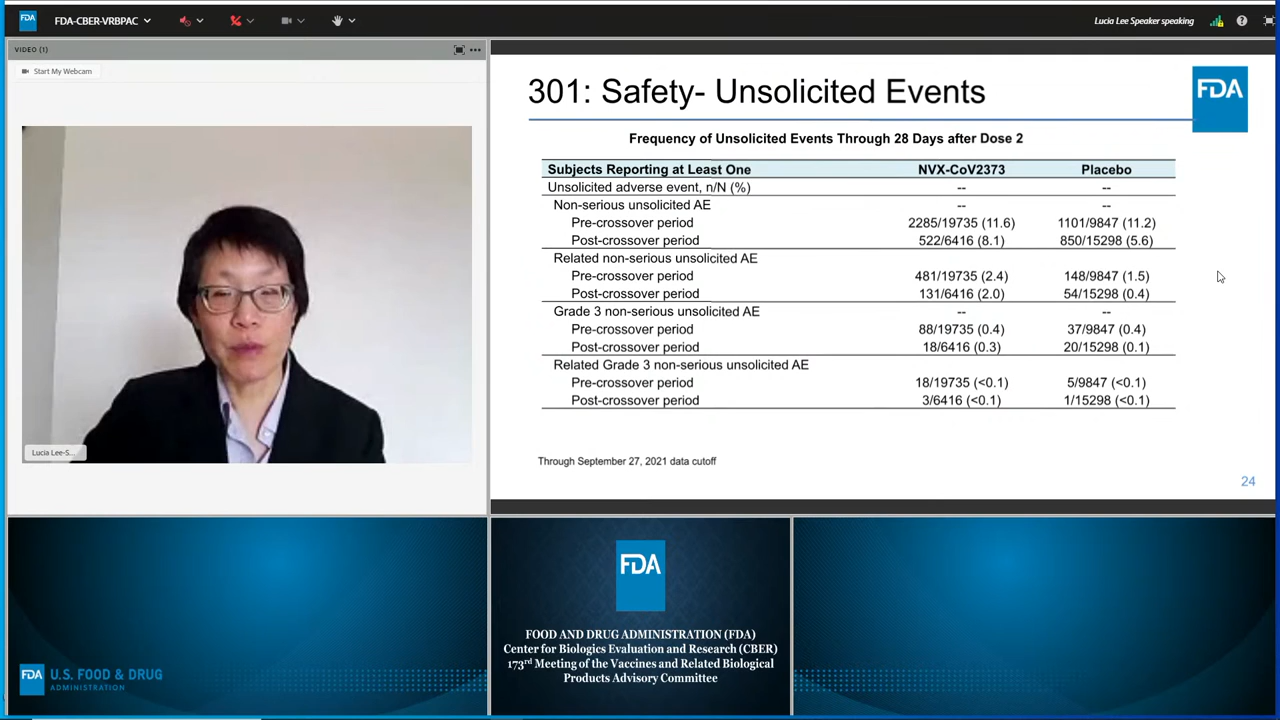 FDA
FDA-CBER-VRBPAC
Lucia Lee Speaker speaking
VIDEO (1)
Start My Webcam
Lucia Lee-S...
301: Safety- Unsolicited Events
FDA
Frequency of Unsolicited Events Through 28 Days after Dose 2
Subjects Reporting at Least One NVX-CoV2373 Placebo
Unsolicited adverse event, n/N (%) -- --
Non-serious unsolicited AE -- --
Pre-crossover period 2285/19735 (11.6) 1101/9847 (11.2)
Post-crossover period 522/6416 (8.1) 850/15298 (5.6)
Related non-serious unsolicited AE
Pre-crossover period 481/19735 (2.4) 148/9847 (1.5)
Post-crossover period 131/6416 (2.0) 54/15298 (0.4)
Grade 3 non-serious unsolicited AE -- --
Pre-crossover period 88/19735 (0.4) 37/9847 (0.4)
Post-crossover period 18/6416 (0.3) 20/15298 (0.1)
Related Grade 3 non-serious unsolicited AE
Pre-crossover period 18/19735 (<0.1) 5/9847 (<0.1)
Post-crossover period 3/6416 (<0.1) 1/15298 (<0.1)
Through September 27, 2021 data cutoff
24
FDA U.S. FOOD & DRUG
ADMINISTRATION
FDA
FOOD AND DRUG ADMINISTRATION (FDA)
Center for Biologics Evaluation and Research (CBER)
173rd Meeting of the Vaccines and Related Biological
Products Advisory Committee